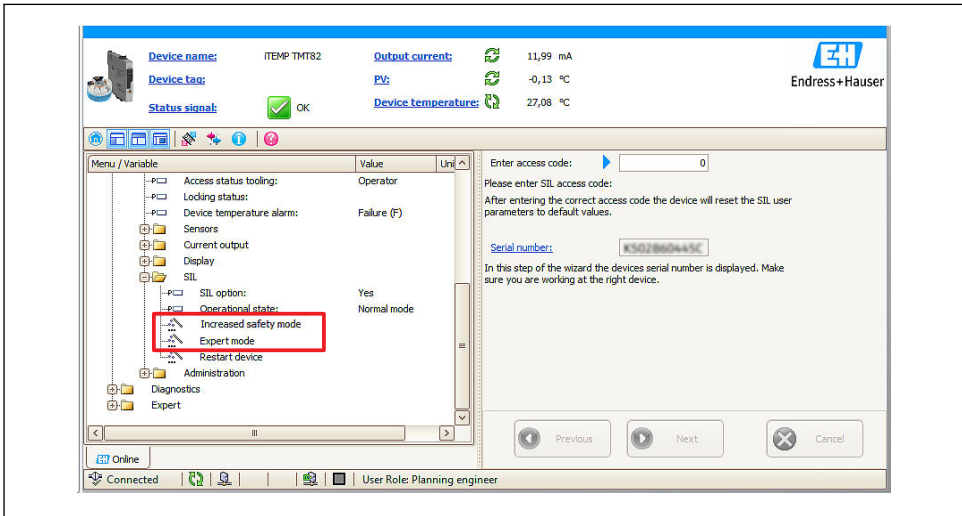 Device name: iTEMP TMT82 Output current: 11,99 mA
Device tag: PV: -0,13 °C
Status signal: OK Device temperature: 27,08 °C
EH
Endress+Hauser
Menu / Variable Value Uni
Access status tooling: Operator
Locking status:
Device temperature alarm: Failure (F)
Sensors
Current output
Display
SIL
SIL option: Yes
Operational state: Normal mode
Increased safety mode
Expert mode
Restart device
Administration
Diagnostics
Expert
Enter access code: 0
Please enter SIL access code:
After entering the correct access code the device will reset the SIL user
parameters to default values.
Serial number:
In this step of the wizard the devices serial number is displayed. Make
sure you are working at the right device.
Previous Next Cancel
EH Online
Connected User Role: Planning engineer